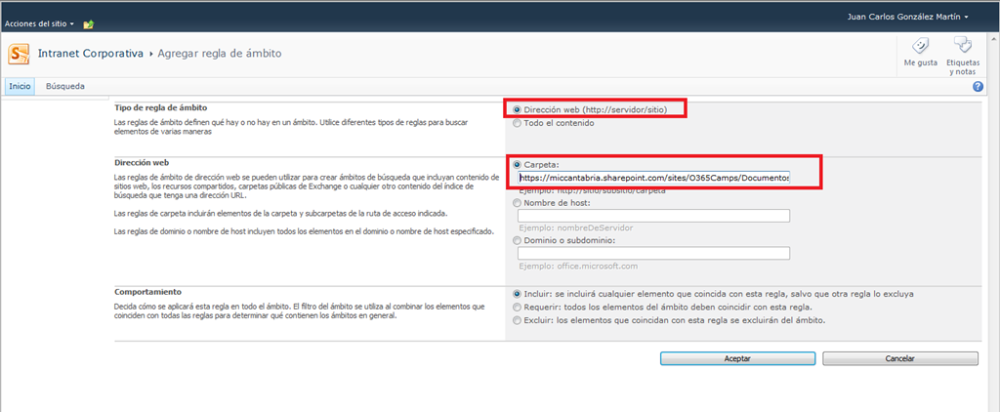 Juan Carlos González Martín
Acciones del sitio
Intranet Corporativa ▸ Agregar regla de ámbito
Me gusta
Etiquetas
y notas
Inicio
Búsqueda
Tipo de regla de ámbito
Las reglas de ámbito definen qué hay o no hay en un ámbito. Utilice diferentes tipos de reglas para buscar
elementos de varias maneras
Dirección web (http://servidor/sitio)
Todo el contenido
Dirección web
Las reglas de ámbito de dirección web se pueden utilizar para crear ámbitos de búsqueda que incluyan contenido de
sitios web, los recursos compartidos, carpetas públicas de Exchange o cualquier otro contenido del índice de
búsqueda que tenga una dirección URL.
Las reglas de carpeta incluirán elementos de la carpeta y subcarpetas de la ruta de acceso indicada.
Las reglas de dominio o nombre de host incluyen todos los elementos en el dominio o nombre de host especificado.
Carpeta:
https://miccantabria.sharepoint.com/sites/O365Camps/Documentos
Ejemplo: http://sitio/subsitio/carpeta
Nombre de host:
Ejemplo: nombreDeServidor
Dominio o subdominio:
Ejemplo: office.microsoft.com
Comportamiento
Decida cómo se aplicará esta regla en todo el ámbito. El filtro del ámbito se utiliza al combinar los elementos que
coinciden con todas las reglas para determinar qué contienen los ámbitos en general.
Incluir: se incluirá cualquier elemento que coincida con esta regla, salvo que otra regla lo excluya
Requerir: todos los elementos del ámbito deben coincidir con esta regla.
Excluir: los elementos que coincidan con esta regla se excluirán del ámbito.
Aceptar
Cancelar